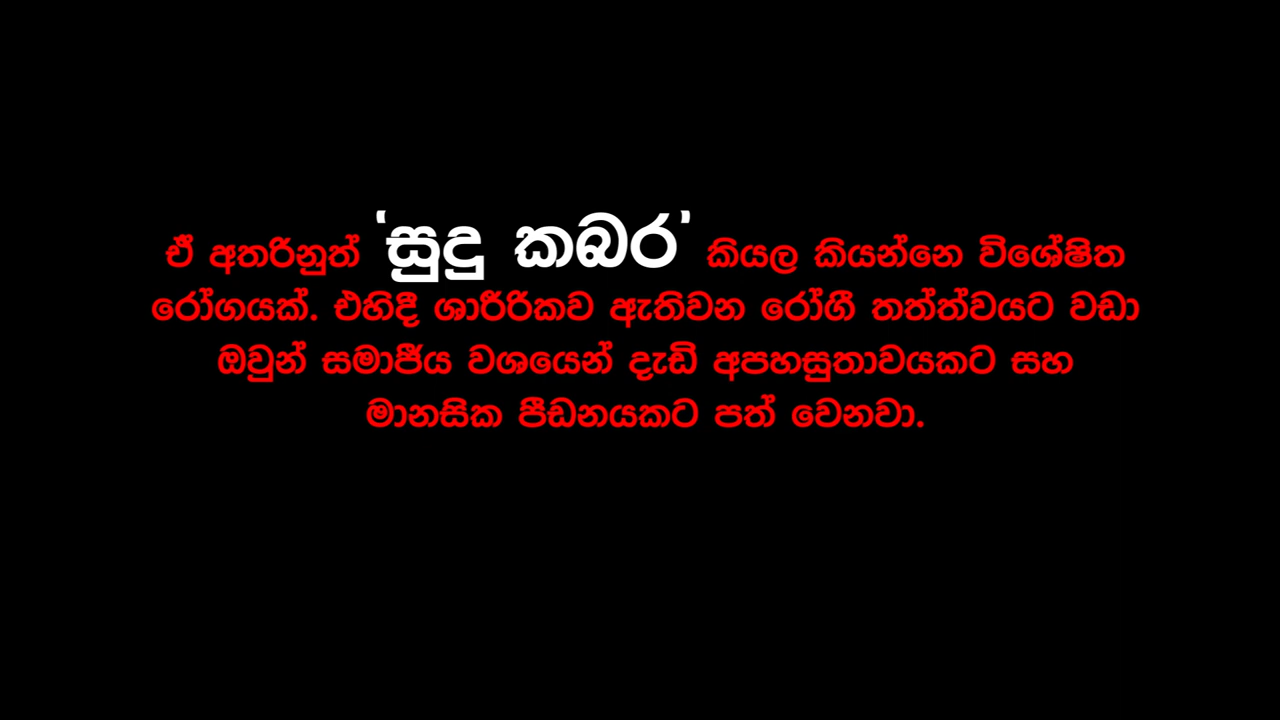 ඒ අතරිනුත් ‘සුදු කබර’ කියල කියන්නෙ විශේෂිත
රෝගයක්. එහිදී ශාරීරිකව ඇතිවන රෝගී තත්ත්වයට වඩා
ඔවුන් සමාජීය වශයෙන් දැඩි අපහසුතාවයකට සහ
මානසික පීඩනයකට පත් වෙනවා.